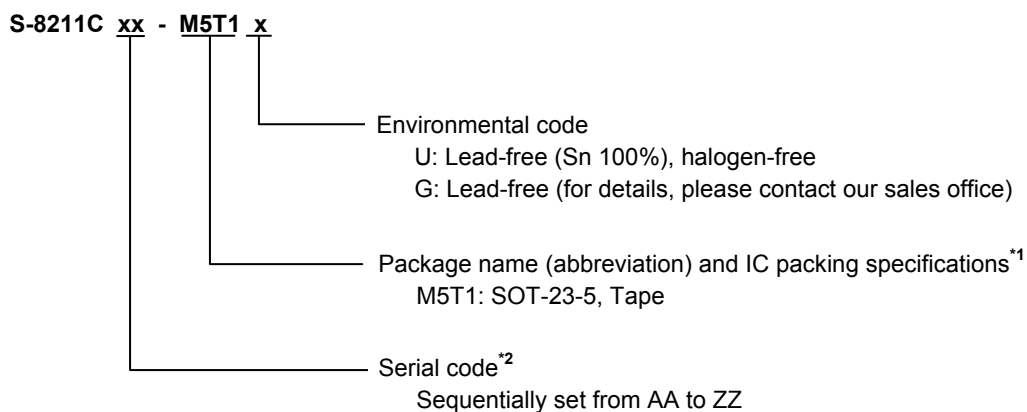 S-8211C xx - M5T1 x
Environmental code
U: Lead-free (Sn 100%), halogen-free
G: Lead-free (for details, please contact our sales office)
Package name (abbreviation) and IC packing specifications*1
M5T1: SOT-23-5, Tape
Serial code*2
Sequentially set from AA to ZZ